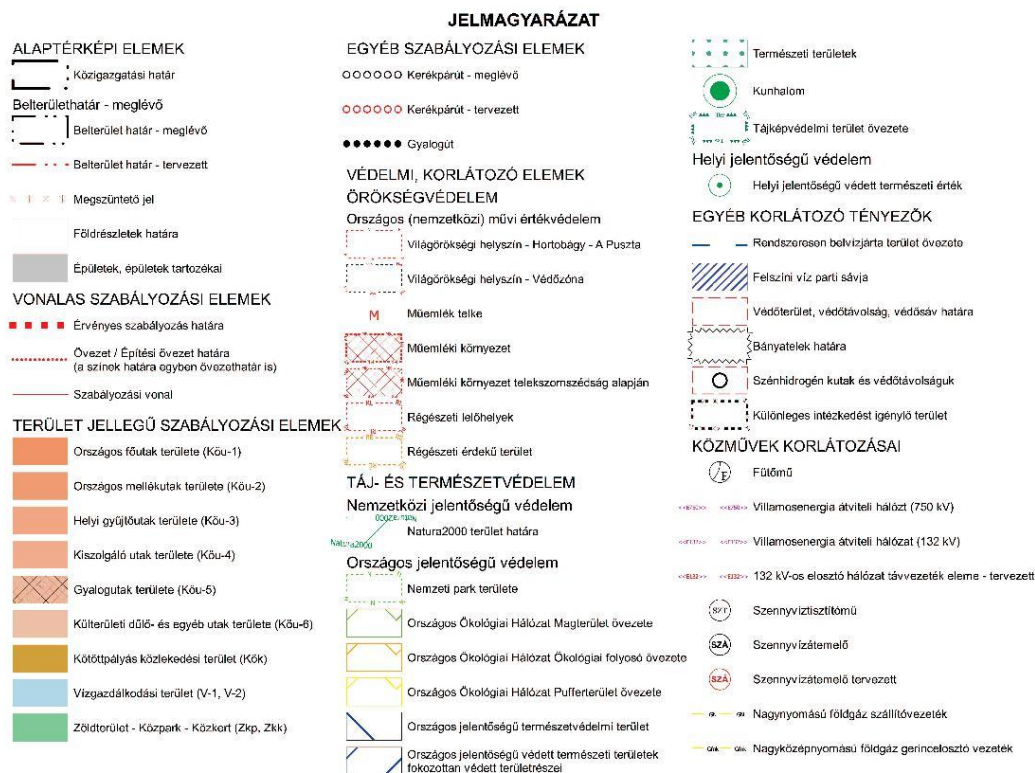 JELMAGYARÁZAT
ALAPTÉRKÉPI ELEMEK
Közigazgatási határ
Belterülethatár - meglévő
Belterület határ - meglévő
Belterület határ - tervezett
Megszüntető jel
Földrészletek határa
Épületek, épületek tartozékai
VONALAS SZABÁLYOZÁSI ELEMEK
Érvényes szabályozás határa
Övezet / Építési övezet határa
(a színek határa egyben övezethatár is)
Szabályozási vonal
TERÜLET JELLEGŰ SZABÁLYOZÁSI ELEMEK
Országos főutak területe (Köu-1)
Országos mellékutak területe (Köu-2)
Helyi gyűjtőutak területe (Köu-3)
Kiszolgáló utak területe (Köu-4)
Gyalogutak területe (Köu-5)
Külterületi dűlő- és egyéb utak területe (Köu-6)
Kötöttpályás közlekedési terület (Kök)
Vízgazdálkodási terület (V-1, V-2)
Zöldterület - Közpark - Közkert (Zkp, Zkk)
EGYÉB SZABÁLYOZÁSI ELEMEK
Kerékpárút - meglévő
Kerékpárút - tervezett
Gyalogút
VÉDELMI, KORLÁTOZÓ ELEMEK
ÖRÖKSÉGVÉDELEM
Országos (nemzetközi) művi értékvédelem
Világörökségi helyszín - Hortobágy - A Puszta
Világörökségi helyszín - Védőzóna
M Műemlék telke
Műemléki környezet
Műemléki környezet telekszomszédság alapján
Régészeti lelőhelyek
Régészeti érdekű terület
TÁJ- ÉS TERMÉSZETVÉDELEM
Nemzetközi jelentőségű védelem
Natura2000 Natura2000 Natura2000 terület határa
Országos jelentőségű védelem
Nemzeti park területe
Országos Ökológiai Hálózat Magterület övezete
Országos Ökológiai Hálózat Ökológiai folyosó övezete
Országos Ökológiai Hálózat Pufferterület övezete
Országos jelentőségű természetvédelmi terület
Országos jelentőségű védett természeti területek
fokozottan védett területrészei
Természeti területek
Kunhalom
Tájképvédelmi terület övezete
Helyi jelentőségű védelem
Helyi jelentőségű védett természeti érték
EGYÉB KORLÁTOZÓ TÉNYEZŐK
Rendszeresen belvízjárta terület övezete
Felszíni víz parti sávja
Védőterület, védőtávolság, védősáv határa
Bányatelek határa
Szénhidrogén kutak és védőtávolságuk
Különleges intézkedést igénylő terület
KÖZMŰVEK KORLÁTOZÁSAI
Fűtőmű
Villamosenergia átviteli hálózt (750 kV)
Villamosenergia átviteli hálózat (132 kV)
132 kV-os elosztó hálózat távvezeték eleme - tervezett
SZT Szennyvíztisztítómű
SZÁ Szennyvízátemelő
SZÁ Szennyvízátemelő tervezett
Nagynyomású földgáz szállítóvezeték
Nagyközépnyomású földgáz gerincelosztó vezeték